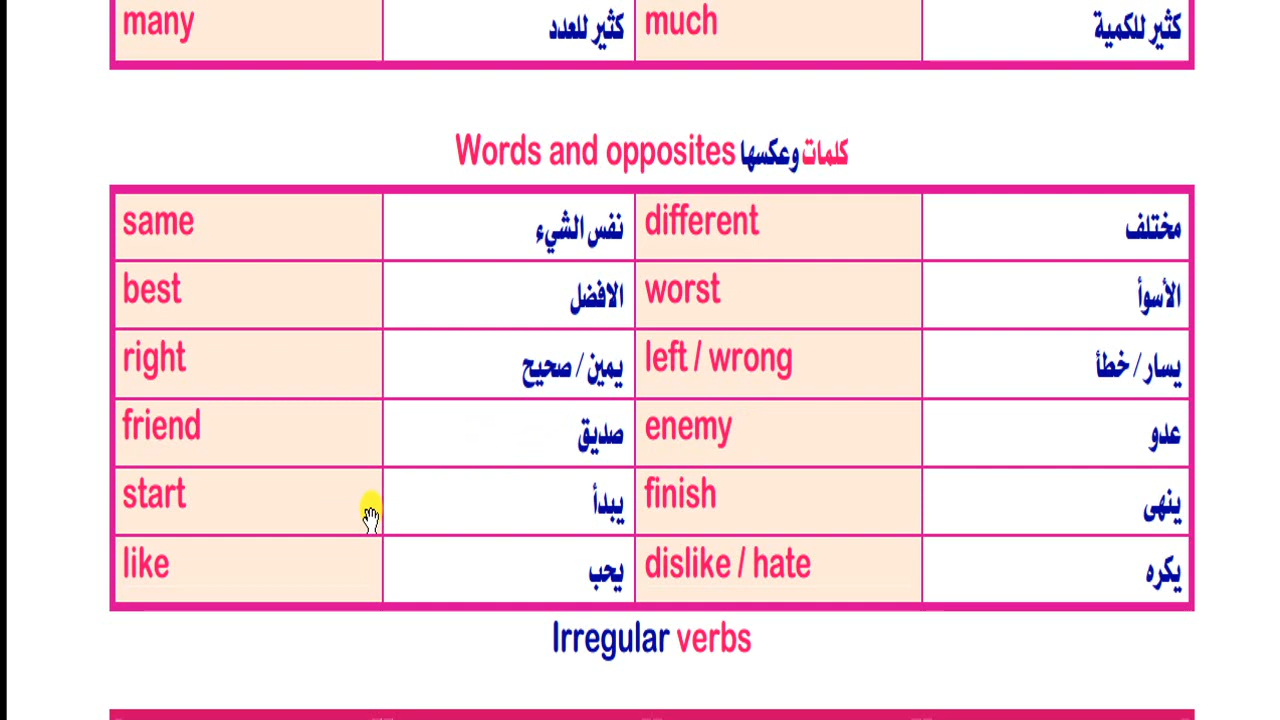 many كثير للعدد much كثير للكمية
Words and opposites كلمات وعكسها
same نفس الشيء different مختلف
best الافضل worst الأسوأ
right يمين / صحيح left / wrong يسار / خطأ
friend صديق enemy عدو
start يبدأ finish ينهى
like يحب dislike / hate يكره
Irregular verbs